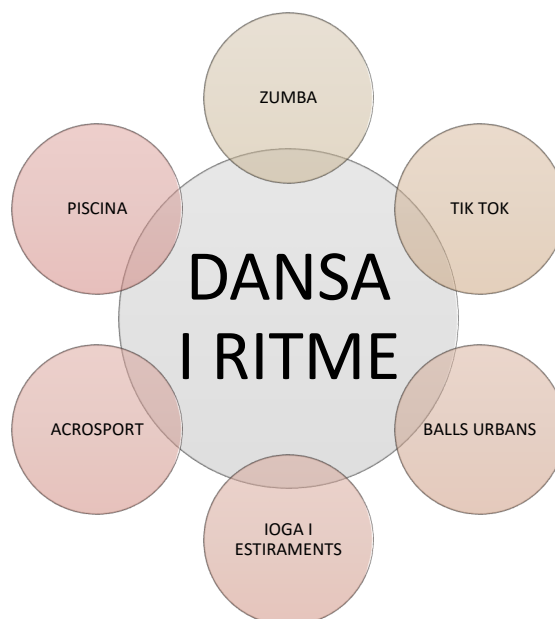 ZUMBA
PISCINA
TIK TOK
DANSA
I RITME
ACROSPORT
BALLS URBANS
IOGA I
ESTIRAMENTS